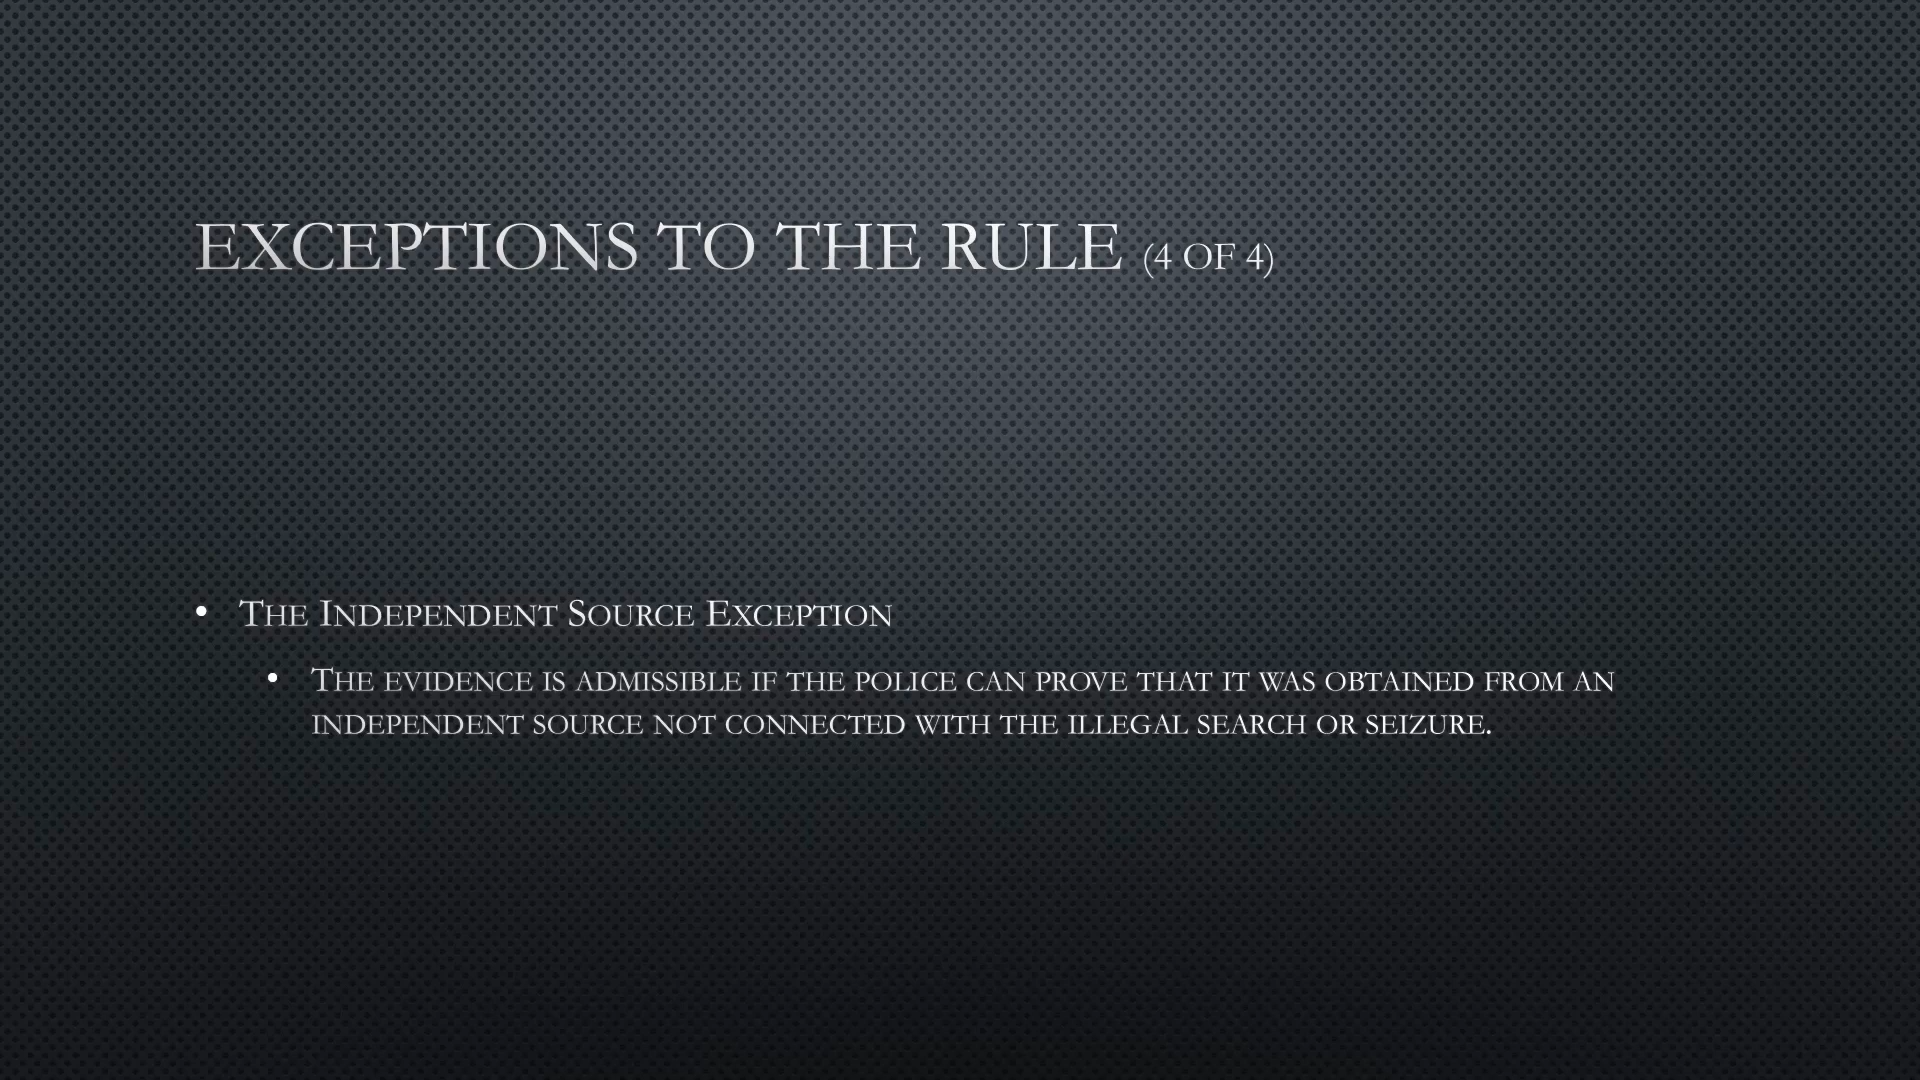 EXCEPTIONS TO THE RULE (4 OF 4)
• The Independent Source Exception
• The evidence is admissible if the police can prove that it was obtained from an
independent source not connected with the illegal search or seizure.